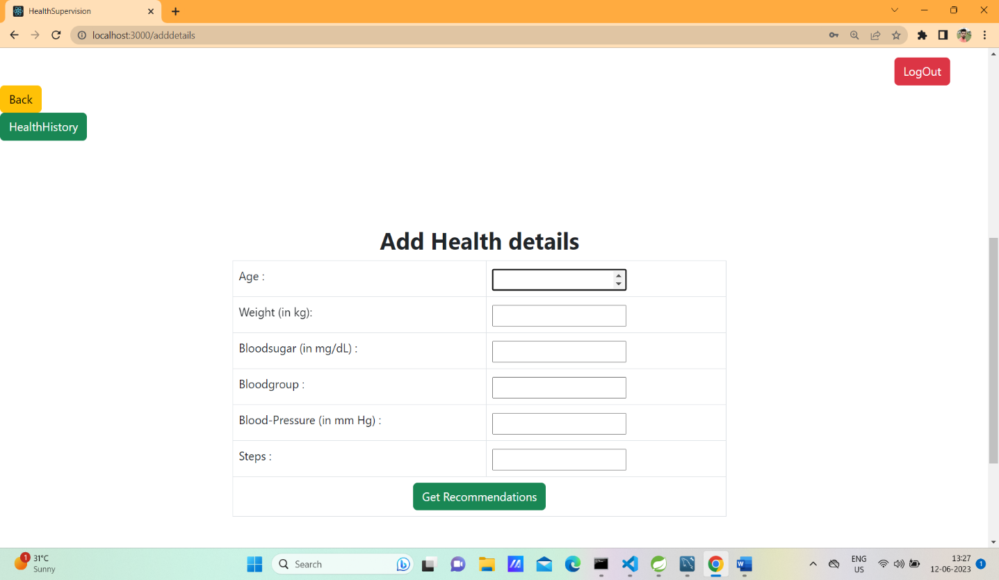 HealthSupervision
localhost:3000/adddetails
LogOut
Back
HealthHistory
Add Health details
Age :
Weight (in kg):
Bloodsugar (in mg/dL) :
Bloodgroup :
Blood-Pressure (in mm Hg) :
Steps :
Get Recommendations
1
31°C
Sunny
Search
ENG
US
13:27
12-06-2023
1